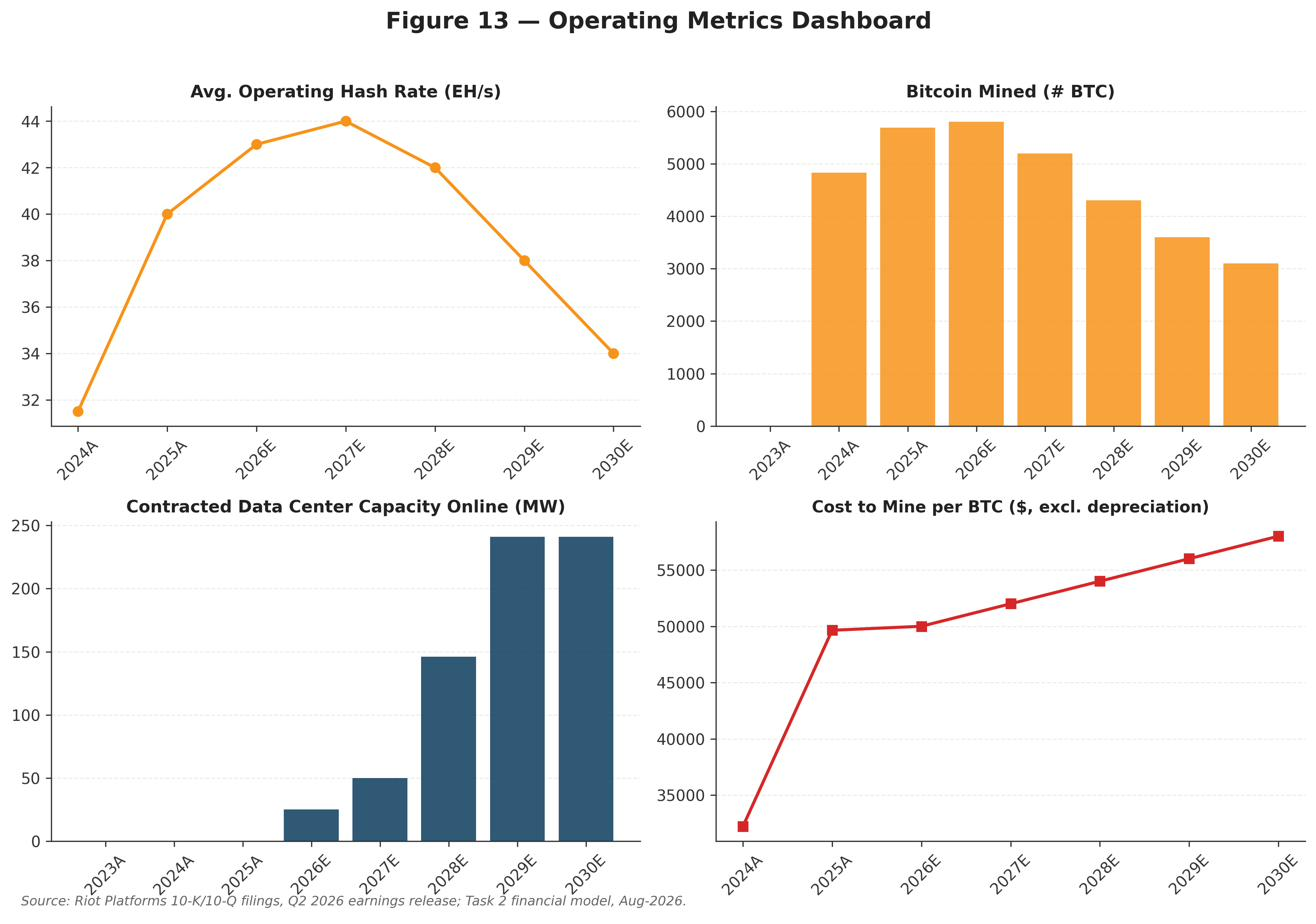 Figure 13 — Operating Metrics Dashboard
Avg. Operating Hash Rate (EH/s)
44
42
40
38
36
34
32
2024A
2025A
2026E
2027E
2028E
2029E
2030E
Bitcoin Mined (# BTC)
6000
5000
4000
3000
2000
1000
0
2023A
2024A
2025A
2026E
2027E
2028E
2029E
2030E
Contracted Data Center Capacity Online (MW)
250
200
150
100
50
0
2023A
2024A
2025A
2026E
2027E
2028E
2029E
2030E
Cost to Mine per BTC ($, excl. depreciation)
55000
50000
45000
40000
35000
2024A
2025A
2026E
2027E
2028E
2029E
2030E
Source: Riot Platforms 10-K/10-Q filings, Q2 2026 earnings release; Task 2 financial model, Aug-2026.